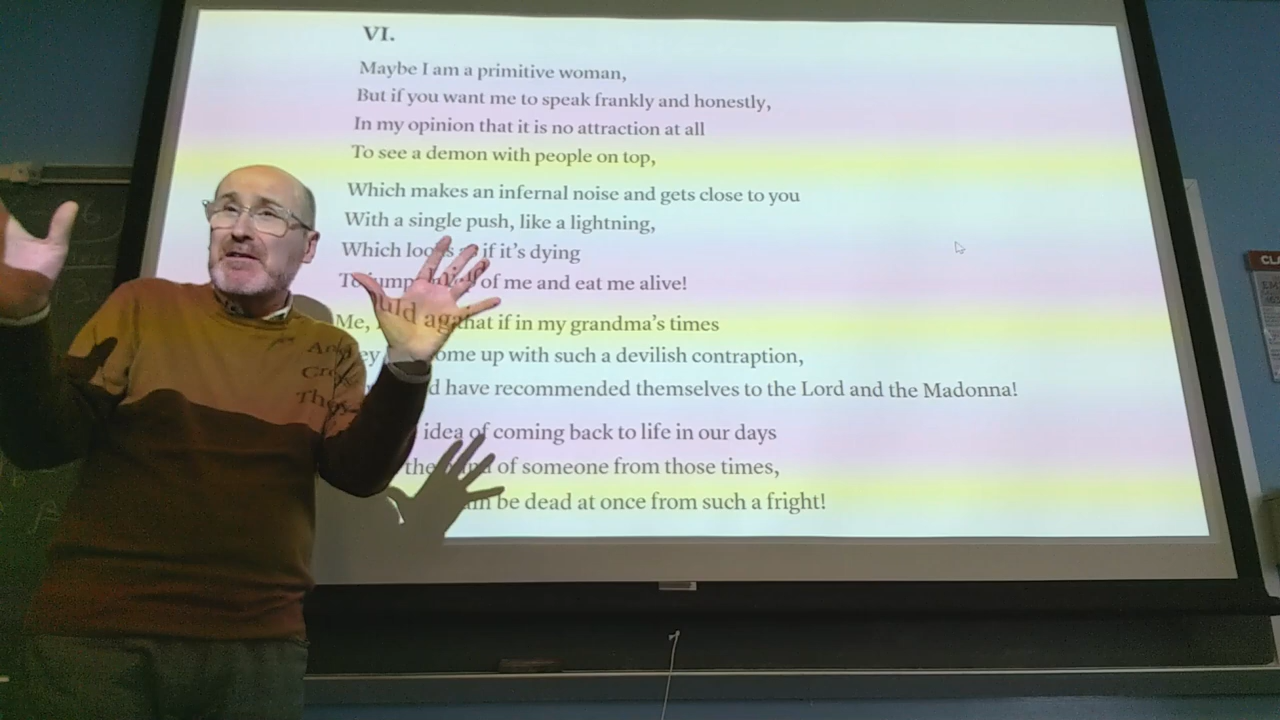 VI.
Maybe I am a primitive woman,
But if you want me to speak frankly and honestly,
In my opinion that it is no attraction at all
To see a demon with people on top,
Which makes an infernal noise and gets close to you
With a single push, like a lightning,
Which looks as if it's dying
To jump of me and eat me alive!
Me, if in my grandma's times
come up with such a devilish contraption,
have recommended themselves to the Lord and the Madonna!
idea of coming back to life in our days
the of someone from those times,
be dead at once from such a fright!
CLA